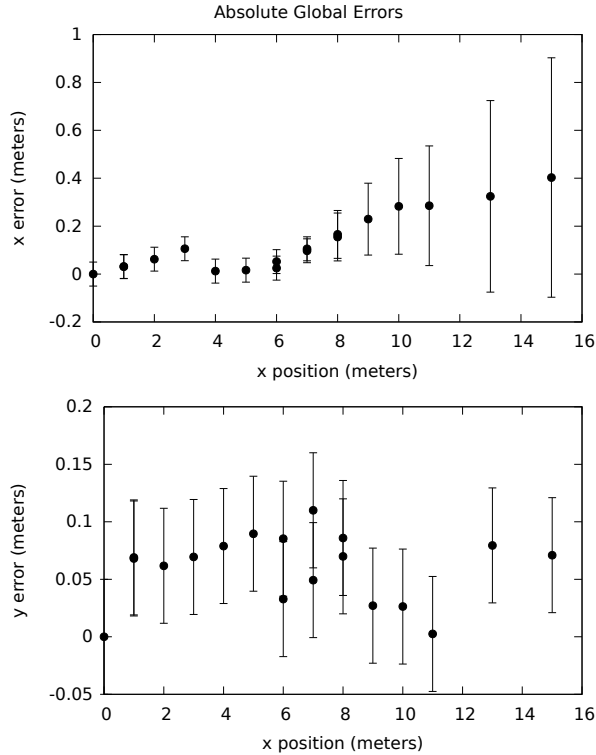 Absolute Global Errors
1
0.8
0.6
0.4
0.2
0
-0.2
x error (meters)
0 2 4 6 8 10 12 14 16
x position (meters)
0.2
0.15
0.1
0.05
0
-0.05
y error (meters)
0 2 4 6 8 10 12 14 16
x position (meters)